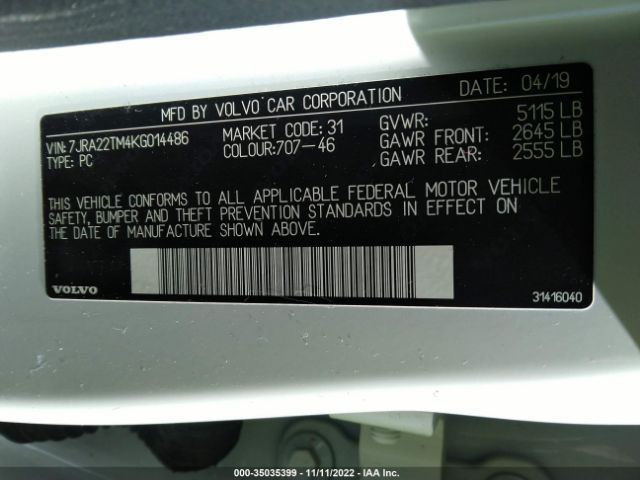 MFD BY VOLVO CAR CORPORATION DATE: 04/19
VIN: 7JRA22TM4KG014486 MARKET CODE: 31 GVWR: 5115 LB
TYPE: PC COLOUR: 707-46 GAWR FRONT: 2645 LB
GAWR REAR: 2555 LB
THIS VEHICLE CONFORMS TO ALL APPLICABLE FEDERAL MOTOR VEHICLE
SAFETY, BUMPER AND THEFT PREVENTION STANDARDS IN EFFECT ON
THE DATE OF MANUFACTURE SHOWN ABOVE.
VOLVO 31416040
000-35035399 - 11/11/2022 - IAA Inc.